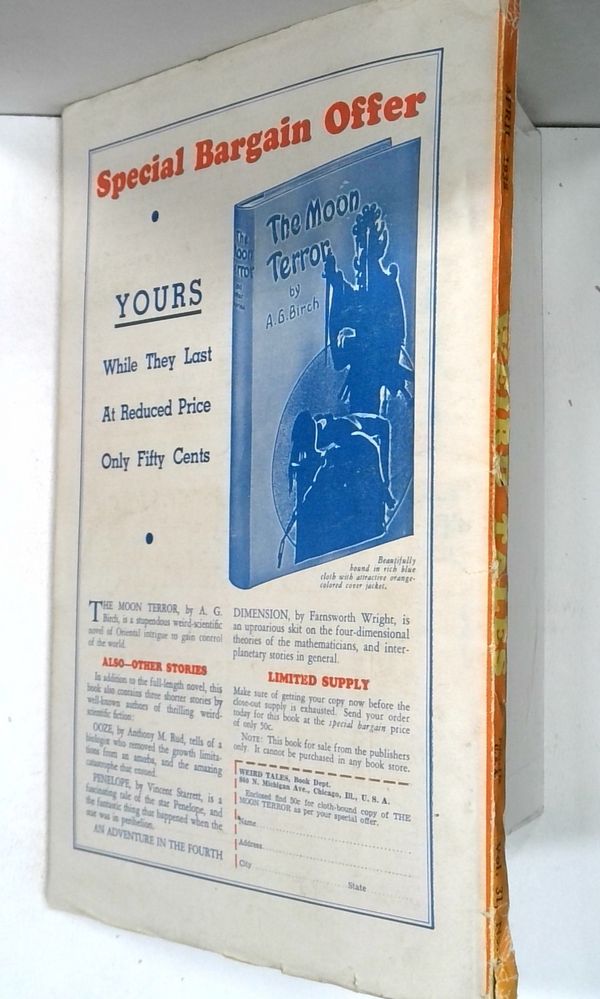 Special Bargain Offer
YOURS
While They Last
At Reduced Price
Only Fifty Cents
The Moon
Terror
by
A.G. Birch
The
Moon
Terror
Beautifully
bound in rich blue
cloth with attractive orange-
colored cover jacket.
THE MOON TERROR, by A. G.
Birch, is a stupendous weird-scientific
novel of Oriental intrigue to gain control
of the world.
ALSO—OTHER STORIES
In addition to the full-length novel, this
book also contains three shorter stories by
well-known authors of thrilling weird-
scientific fiction:
OOZE, by Anthony M. Rud, tells of a
biologist who removed the growth limita-
tions from an amœba, and the amazing
catastrophe that ensued.
PENELOPE, by Vincent Starrett, is a
fascinating tale of the star Penelope, and
the fantastic thing that happened when the
star was in perihelion.
AN ADVENTURE IN THE FOURTH
DIMENSION, by Farnsworth Wright, is
an uproarious skit on the four-dimensional
theories of the mathematicians, and inter-
planetary stories in general.
LIMITED SUPPLY
Make sure of getting your copy now before the
close-out supply is exhausted. Send your order
today for this book at the special bargain price
of only 50c.
NOTE: This book for sale from the publishers
only. It cannot be purchased in any book store.
WEIRD TALES, Book Dept.
840 N. Michigan Ave., Chicago, Ill., U. S. A.
Enclosed find 50c for cloth-bound copy of THE
MOON TERROR as per your special offer.
Name
Address
City
State
APRIL, 1938
WEIRD TALES
Vol. 31,